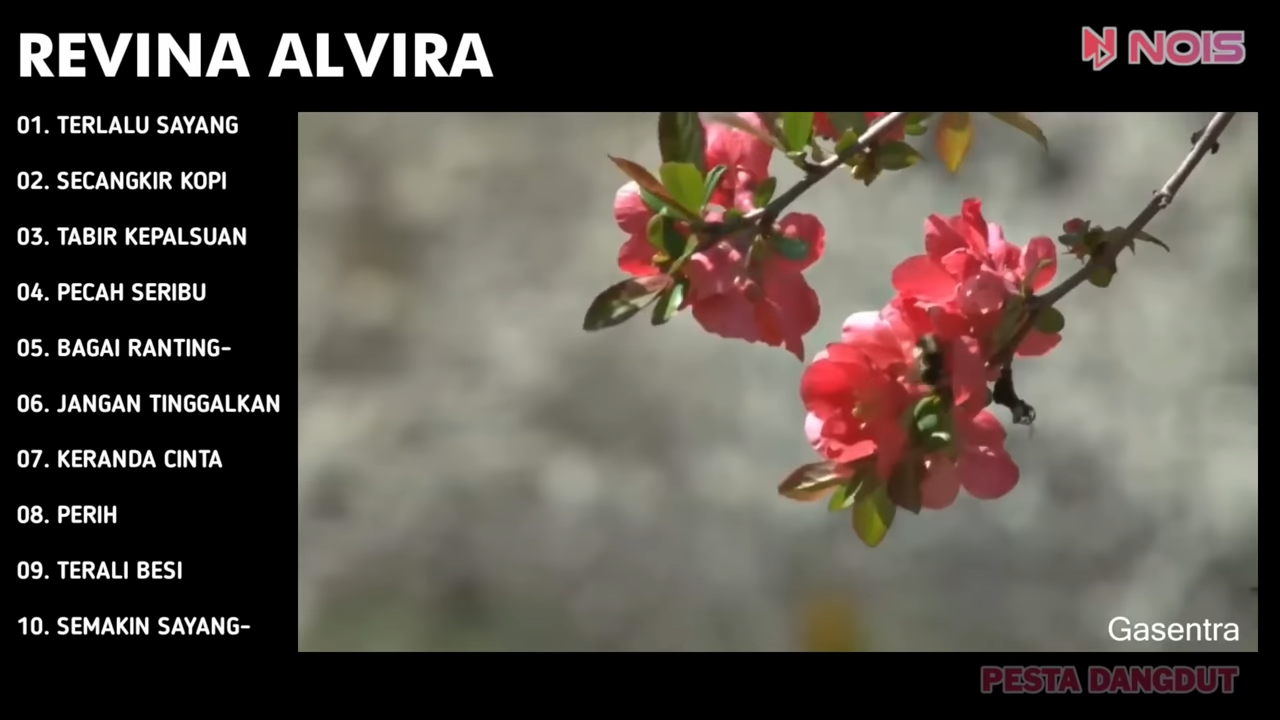 REVINA ALVIRA
NOIS
01. TERLALU SAYANG
02. SECANGKIR KOPI
03. TABIR KEPALSUAN
04. PECAH SERIBU
05. BAGAI RANTING-
06. JANGAN TINGGALKAN
07. KERANDA CINTA
08. PERIH
09. TERALI BESI
10. SEMAKIN SAYANG-
Gasentra
PESTA DANGDUT